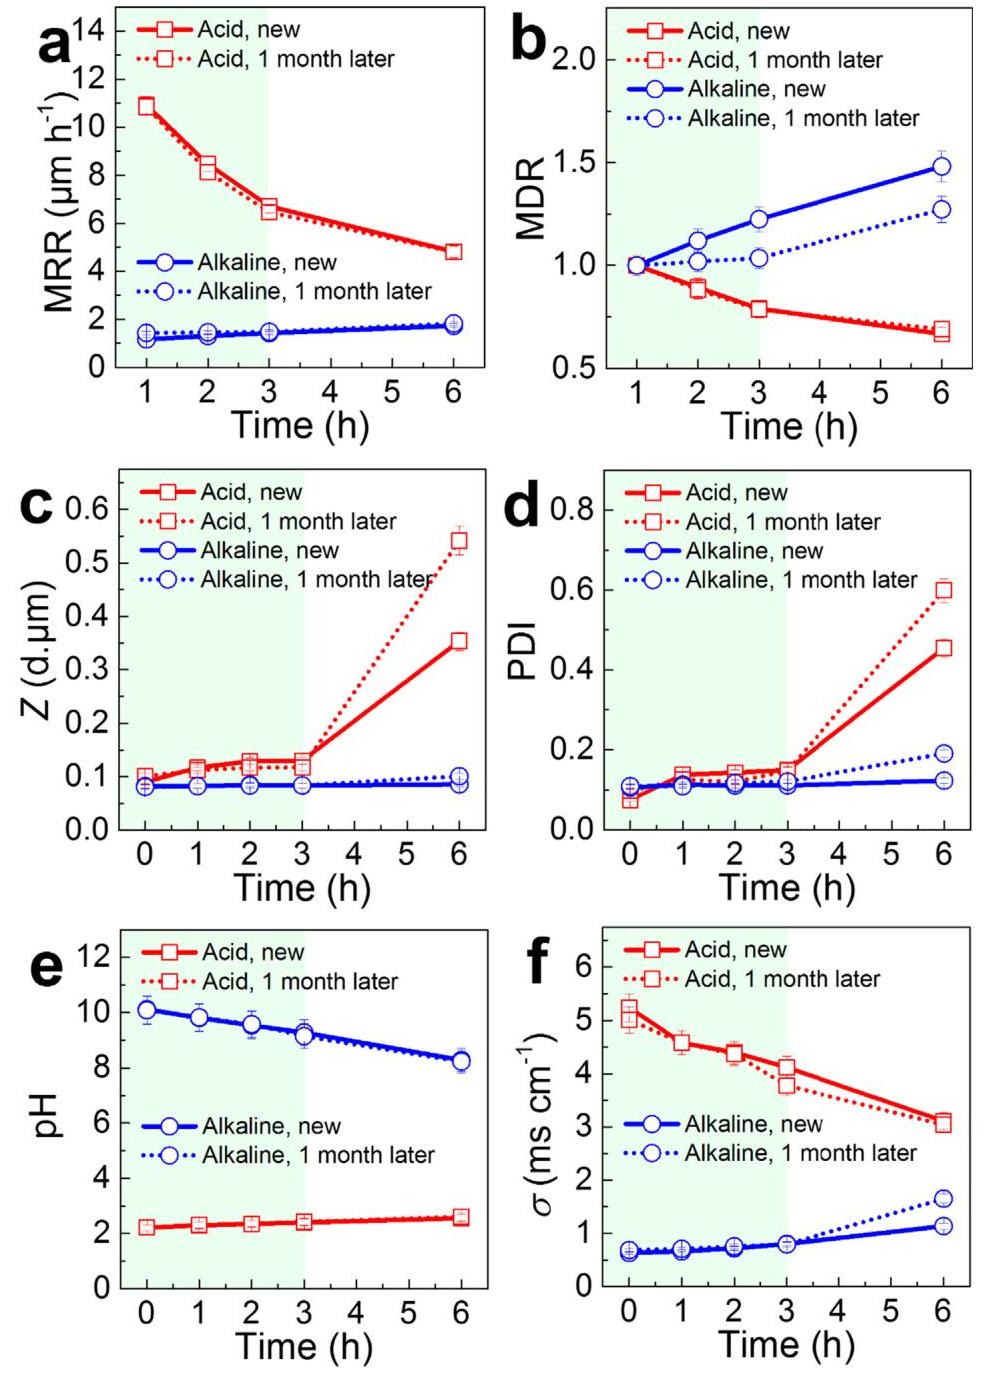 a
MRR (μm h⁻¹)
14
12
10
8
6
4
2
0
Acid, new
Acid, 1 month later
Alkaline, new
Alkaline, 1 month later
1 2 3 4 5 6
Time (h)
b
MDR
2.0
1.5
1.0
0.5
Acid, new
Acid, 1 month later
Alkaline, new
Alkaline, 1 month later
1 2 3 4 5 6
Time (h)
c
Z (d.μm)
0.6
0.5
0.4
0.3
0.2
0.1
0.0
Acid, new
Acid, 1 month later
Alkaline, new
Alkaline, 1 month later
0 1 2 3 4 5 6
Time (h)
d
PDI
0.8
0.6
0.4
0.2
0.0
Acid, new
Acid, 1 month later
Alkaline, new
Alkaline, 1 month later
0 1 2 3 4 5 6
Time (h)
e
pH
12
10
8
6
4
2
0
Acid, new
Acid, 1 month later
Alkaline, new
Alkaline, 1 month later
0 1 2 3 4 5 6
Time (h)
f
σ (ms cm⁻¹)
6
5
4
3
2
1
0
Acid, new
Acid, 1 month later
Alkaline, new
Alkaline, 1 month later
0 1 2 3 4 5 6
Time (h)